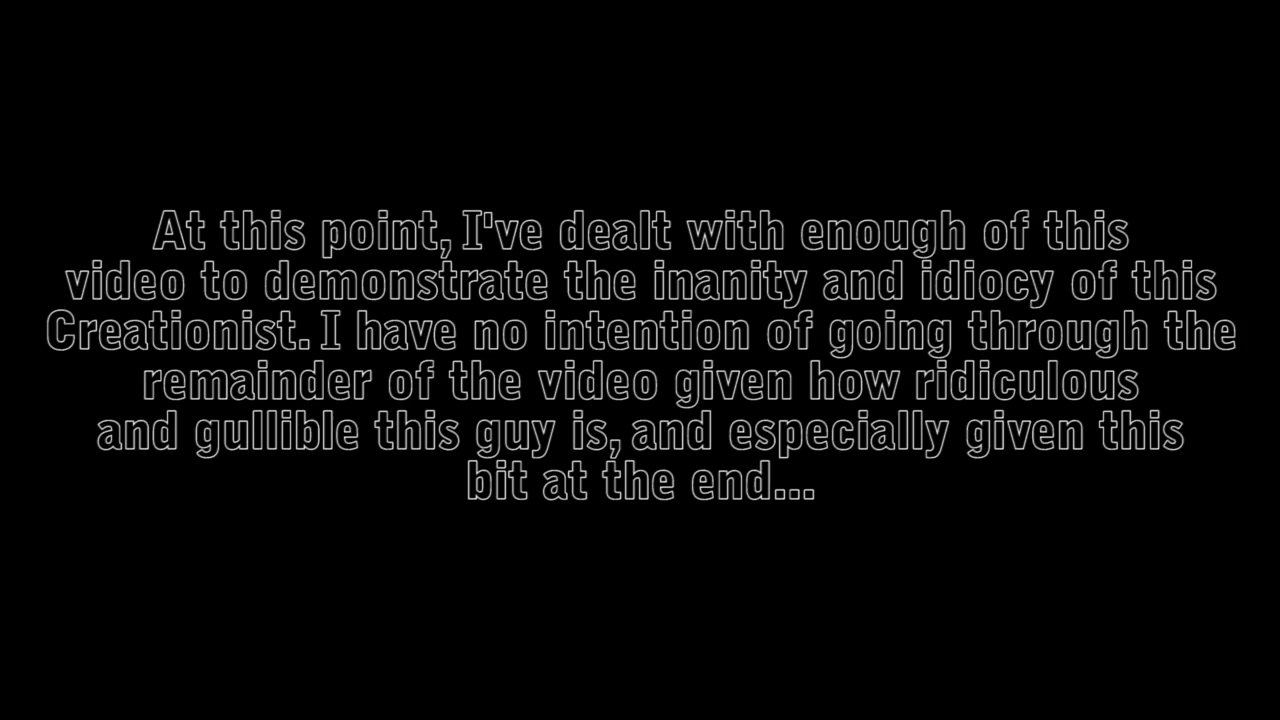 At this point, I've dealt with enough of this
video to demonstrate the inanity and idiocy of this
Creationist. I have no intention of going through the
remainder of the video given how ridiculous
and gullible this guy is, and especially given this
bit at the end...